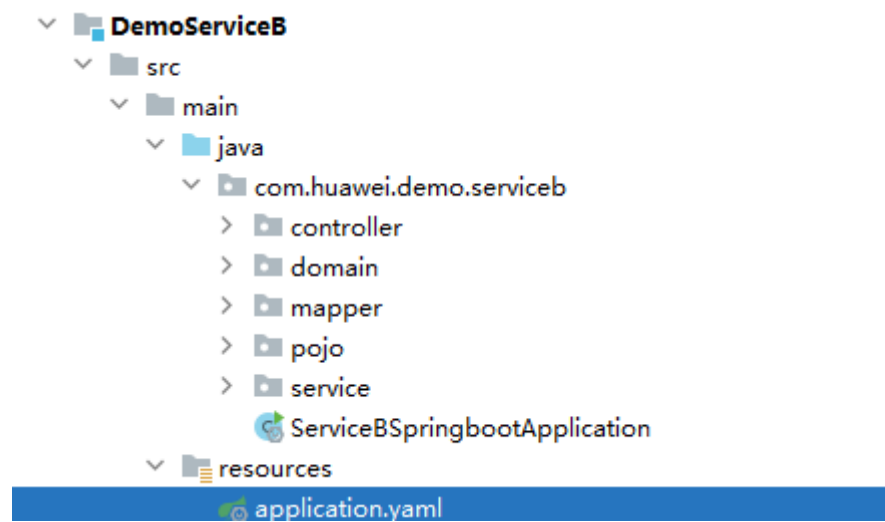 DemoServiceB
src
main
java
com.huawei.demo.serviceb
controller
domain
mapper
pojo
service
ServiceBSpringbootApplication
resources
application.yaml